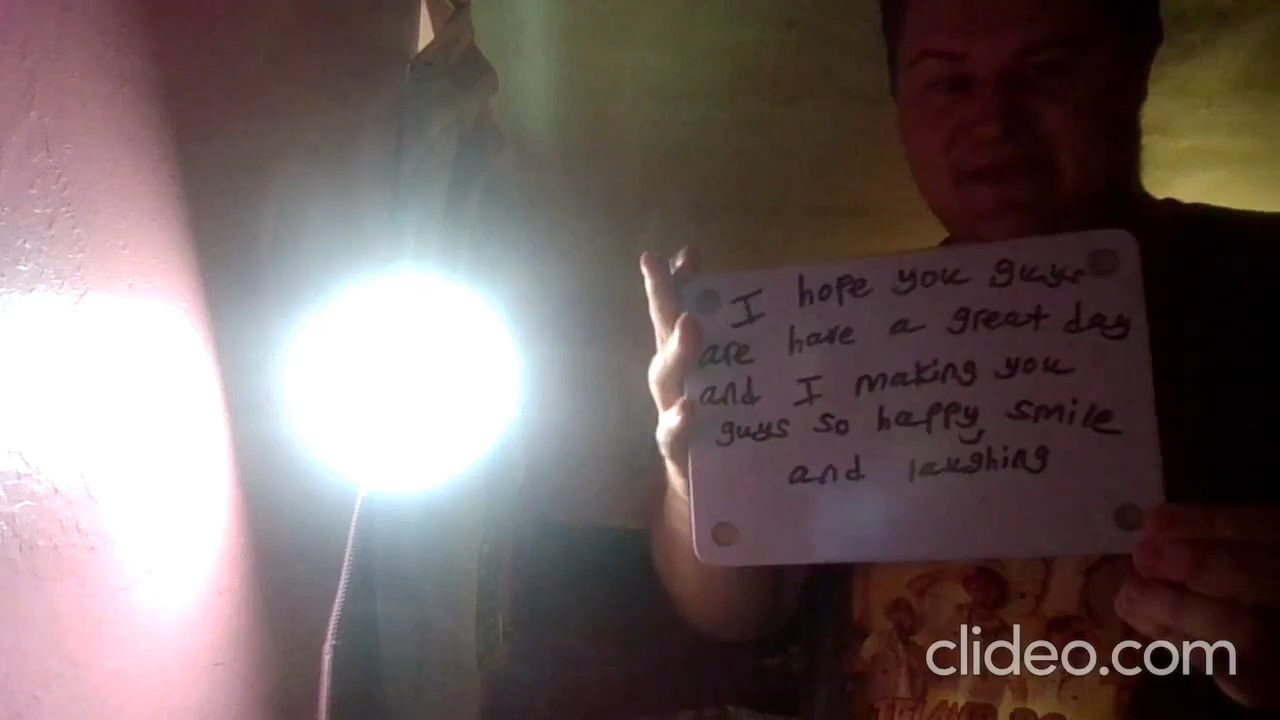 I hope you guys
are have a great day
and I making you
guys so happy, smile
and laughing
clideo.com